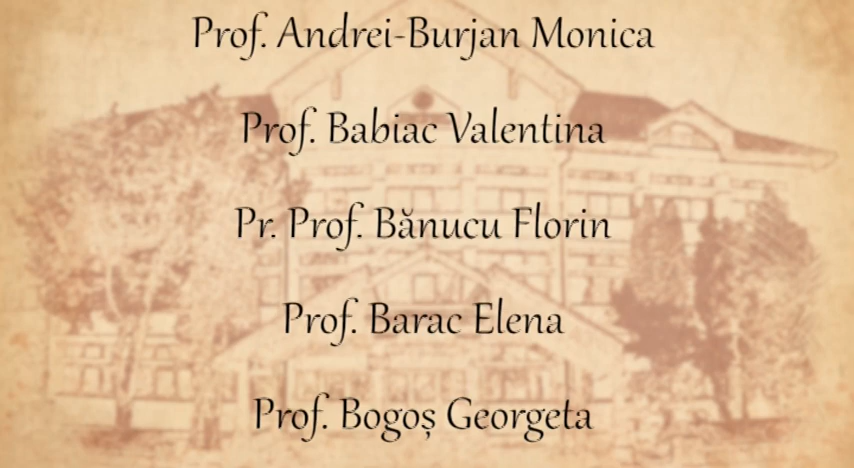 Prof. Andrei-Burjan Monica
Prof. Babiac Valentina
Pr. Prof. Bănucu Florin
Prof. Barac Elena
Prof. Bogoș Georgeta